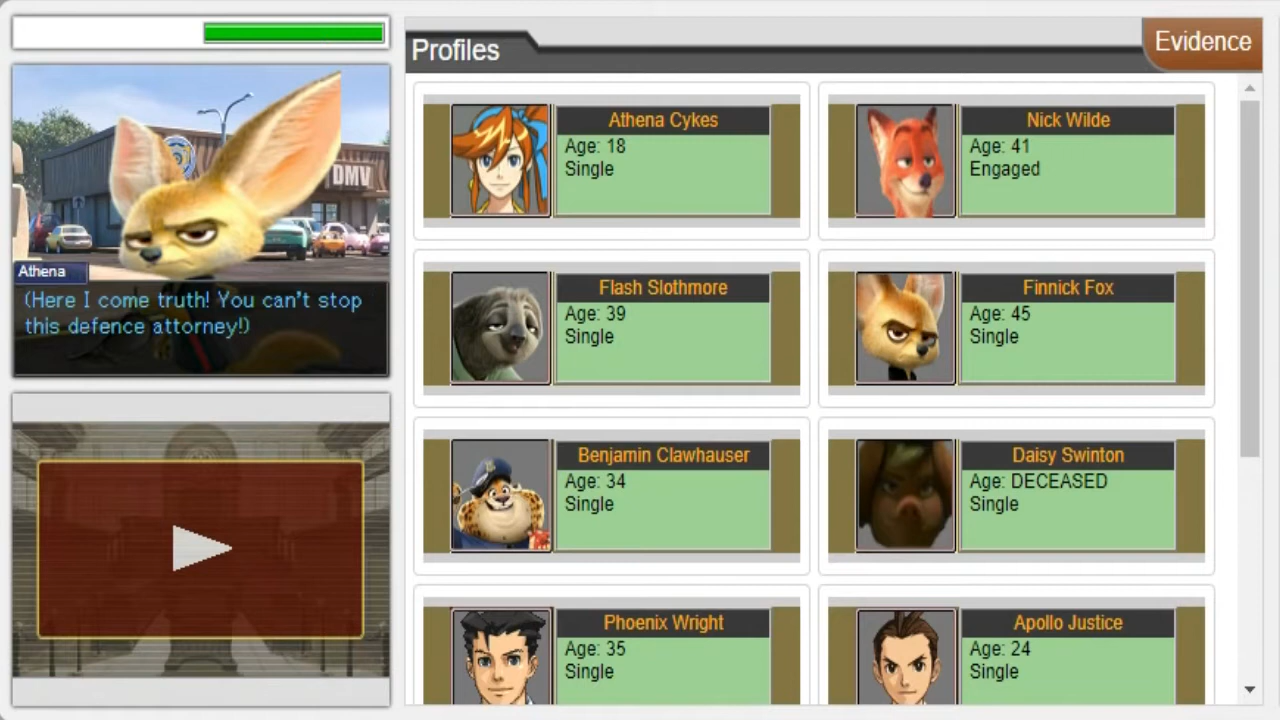 Profiles
Evidence
DMV
Athena
(Here I come truth! You can't stop
this defence attorney!)
Athena Cykes
Age: 18
Single
Nick Wilde
Age: 41
Engaged
Flash Slothmore
Age: 39
Single
Finnick Fox
Age: 45
Single
Benjamin Clawhauser
Age: 34
Single
Daisy Swinton
Age: DECEASED
Single
Phoenix Wright
Age: 35
Single
Apollo Justice
Age: 24
Single